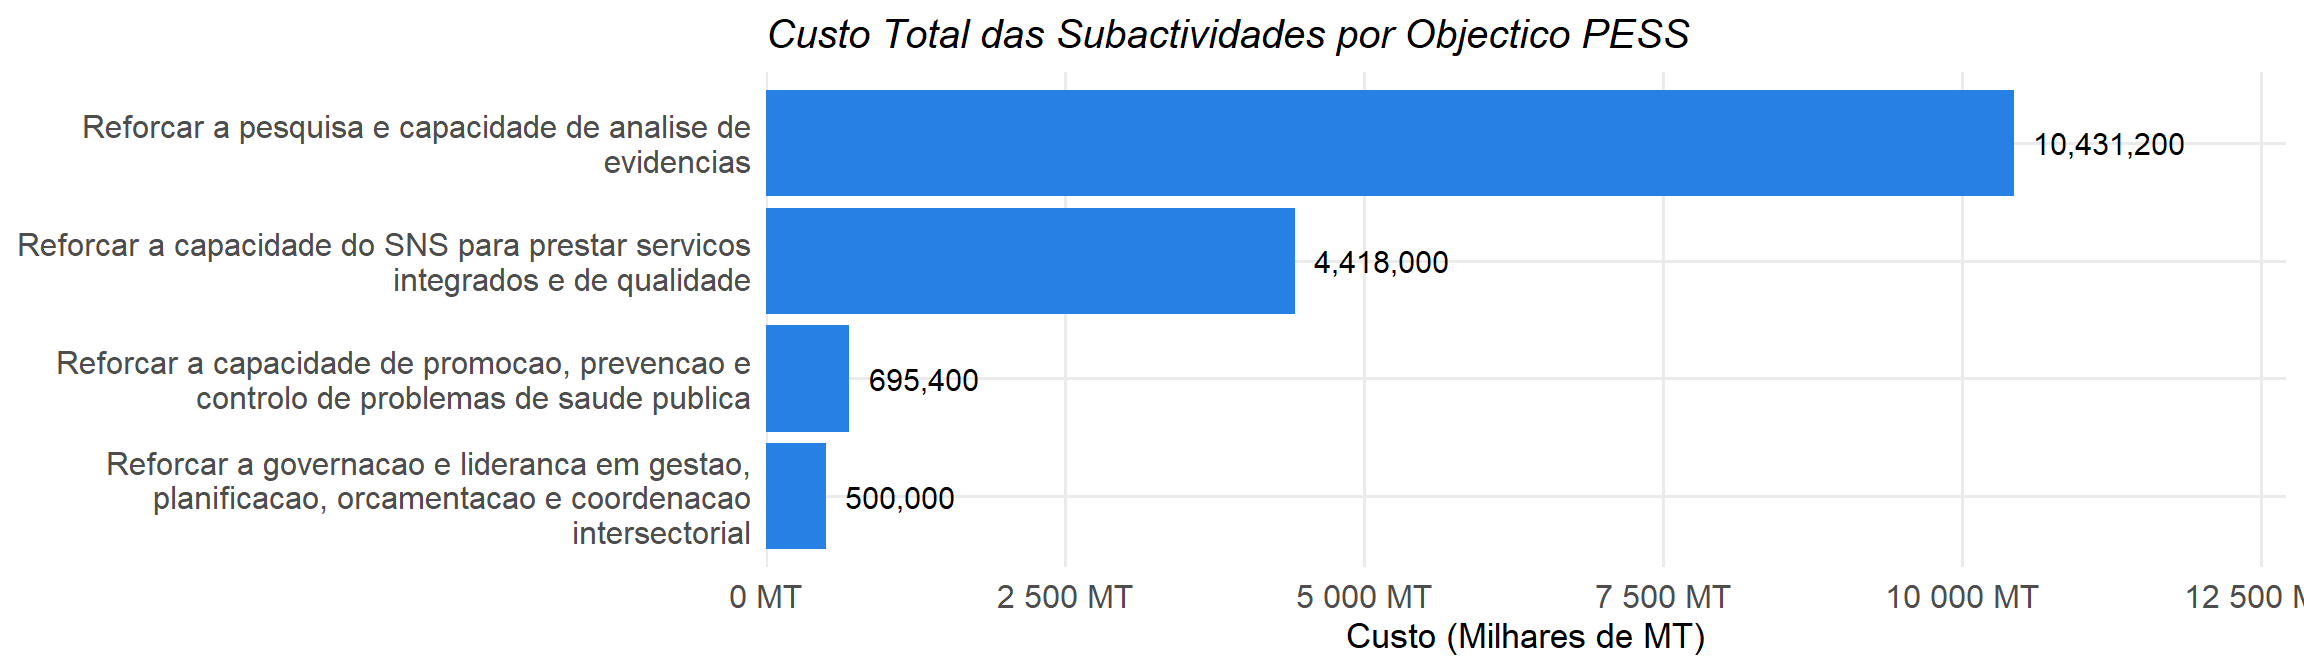 Custo Total das Subactividades por Objectico PESS
Reforcar a pesquisa e capacidade de analise de
evidencias
10,431,200
Reforcar a capacidade do SNS para prestar servicos
integrados e de qualidade
4,418,000
Reforcar a capacidade de promocao, prevencao e
controlo de problemas de saude publica
695,400
Reforcar a governacao e lideranca em gestao,
planificacao, orcamentacao e coordenacao
intersectorial
500,000
0 MT 2 500 MT 5 000 MT 7 500 MT 10 000 MT 12 500 M
Custo (Milhares de MT)